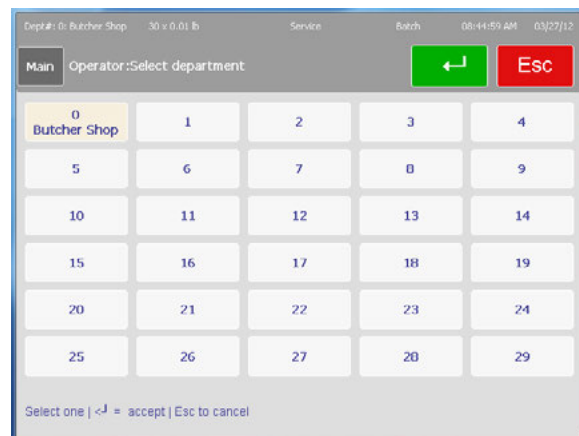 Dept#: 0: Butcher Shop 30 x 0.01 lb Service Batch 08:44:59 AM 03/27/12
Main Operator:Select department Esc
0
Butcher Shop 1 2 3 4
5 6 7 8 9
10 11 12 13 14
15 16 17 18 19
20 21 22 23 24
25 26 27 28 29
Select one | <┘ = accept | Esc to cancel